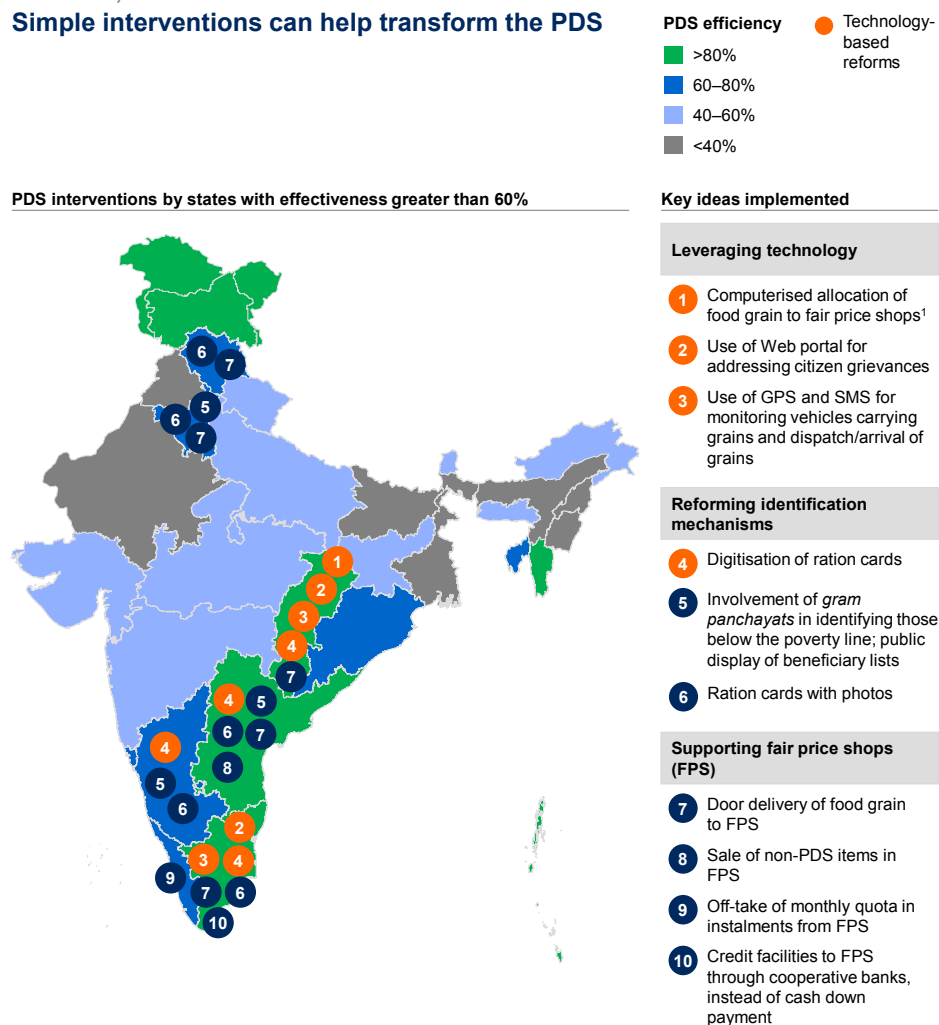 Simple interventions can help transform the PDS
PDS efficiency
>80%
60–80%
40–60%
<40%
Technology-
based
reforms
PDS interventions by states with effectiveness greater than 60%
6
7
5
6
7
1
2
3
4
7
4
5
6
7
8
4
5
6
2
3
4
9
7
6
10
Key ideas implemented
Leveraging technology
1 Computerised allocation of
food grain to fair price shops¹
2 Use of Web portal for
addressing citizen grievances
3 Use of GPS and SMS for
monitoring vehicles carrying
grains and dispatch/arrival of
grains
Reforming identification
mechanisms
4 Digitisation of ration cards
5 Involvement of gram
panchayats in identifying those
below the poverty line; public
display of beneficiary lists
6 Ration cards with photos
Supporting fair price shops
(FPS)
7 Door delivery of food grain
to FPS
8 Sale of non-PDS items in
FPS
9 Off-take of monthly quota in
instalments from FPS
10 Credit facilities to FPS
through cooperative banks,
instead of cash down
payment